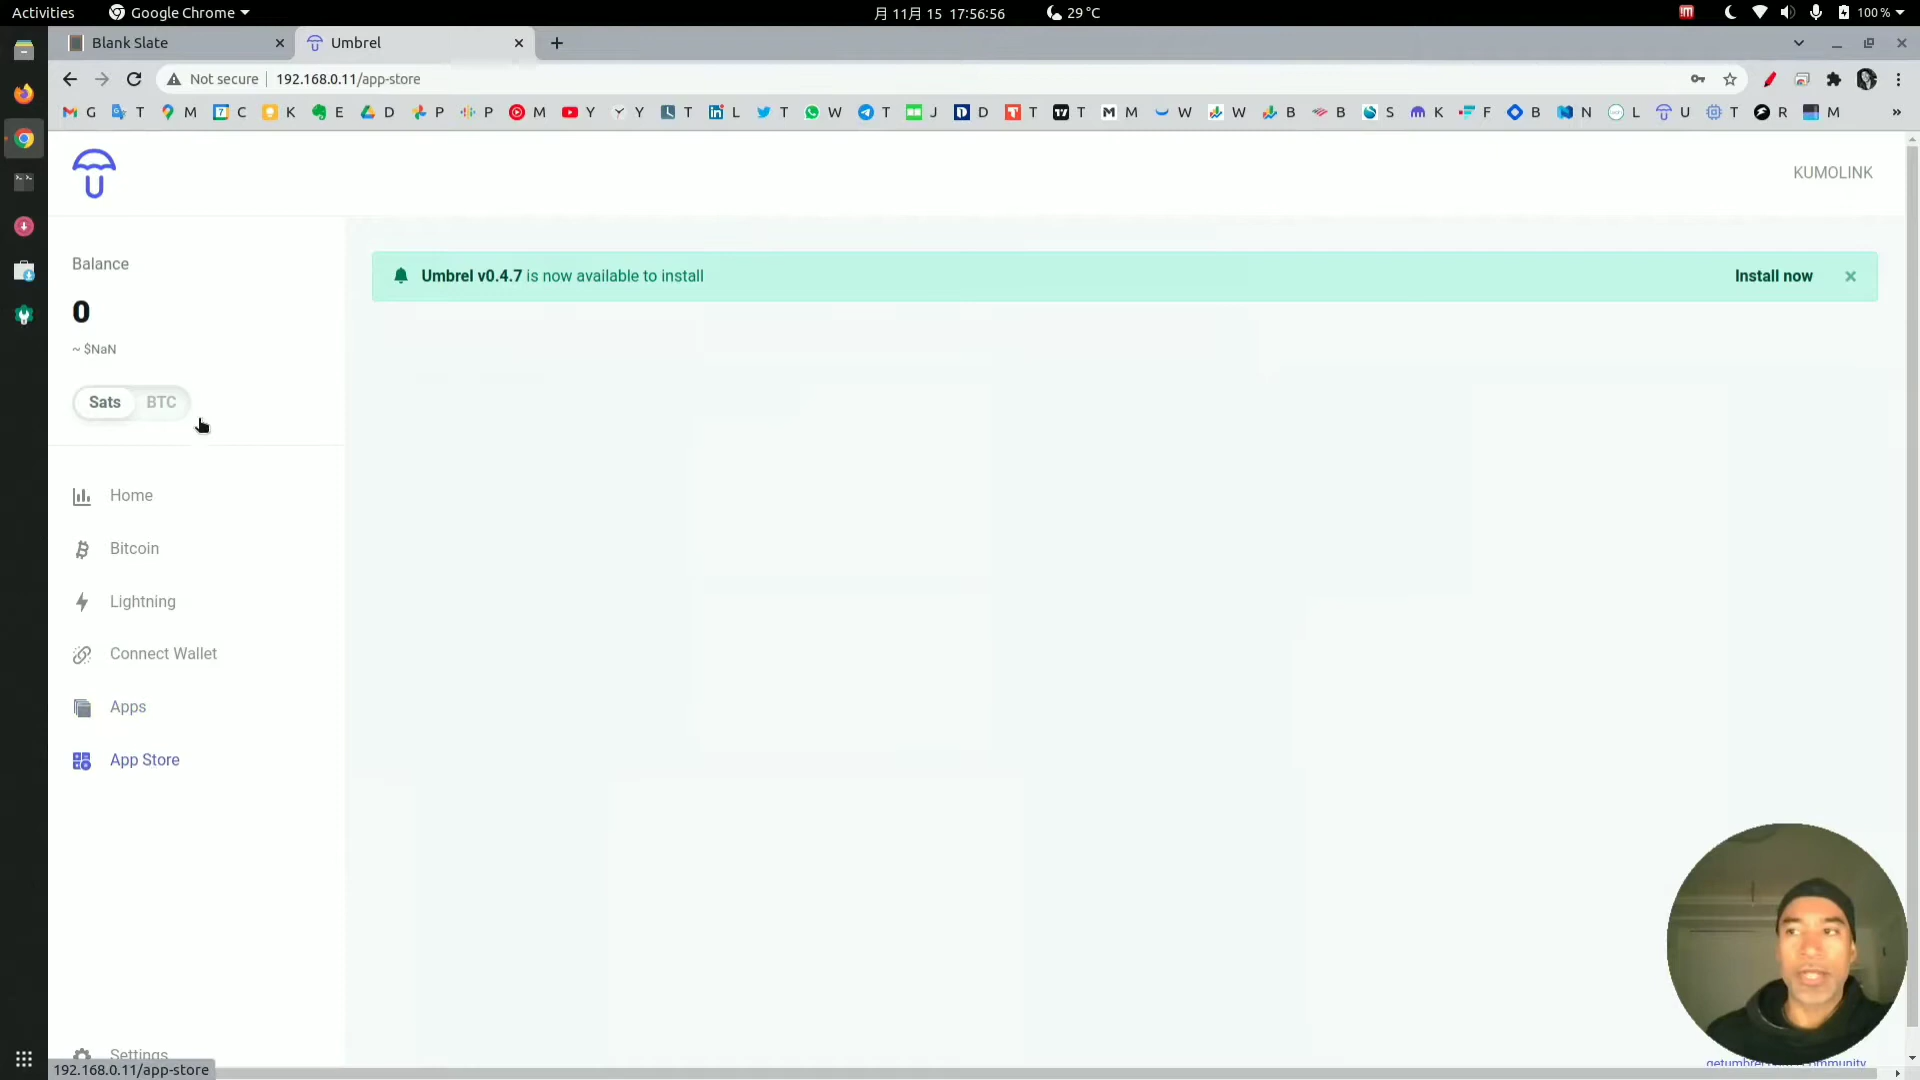 Activities
Google Chrome
月 11月 15 17:56:56
29 °C
100 %
Blank Slate
Umbrel
Not secure
192.168.0.11/app-store
G T M C K E D P P M Y Y T L T W T J D T T M W W B B S K F B N L U T R M »
KUMOLINK
Balance
0
~ $NaN
Sats BTC
Umbrel v0.4.7 is now available to install
Install now
Home
Bitcoin
Lightning
Connect Wallet
Apps
App Store
Settings
192.168.0.11/app-store